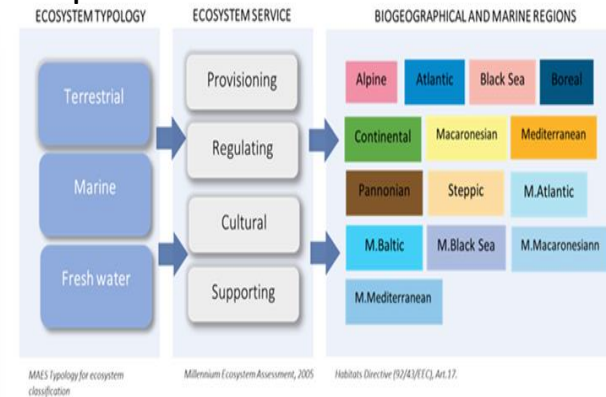 ECOSYSTEM TYPOLOGY
ECOSYSTEM SERVICE
BIOGEOGRAPHICAL AND MARINE REGIONS
Terrestrial
Marine
Fresh water
Provisioning
Regulating
Cultural
Supporting
Alpine
Atlantic
Black Sea
Boreal
Continental
Macaronesian
Mediterranean
Pannonian
Steppic
M.Atlantic
M.Baltic
M.Black Sea
M.Macaronesiann
M.Mediterranean
MAES Typology for ecosystem
classification
Millennium Ecosystem Assessment, 2005
Habitats Directive (92/43/EEC), Art.17.